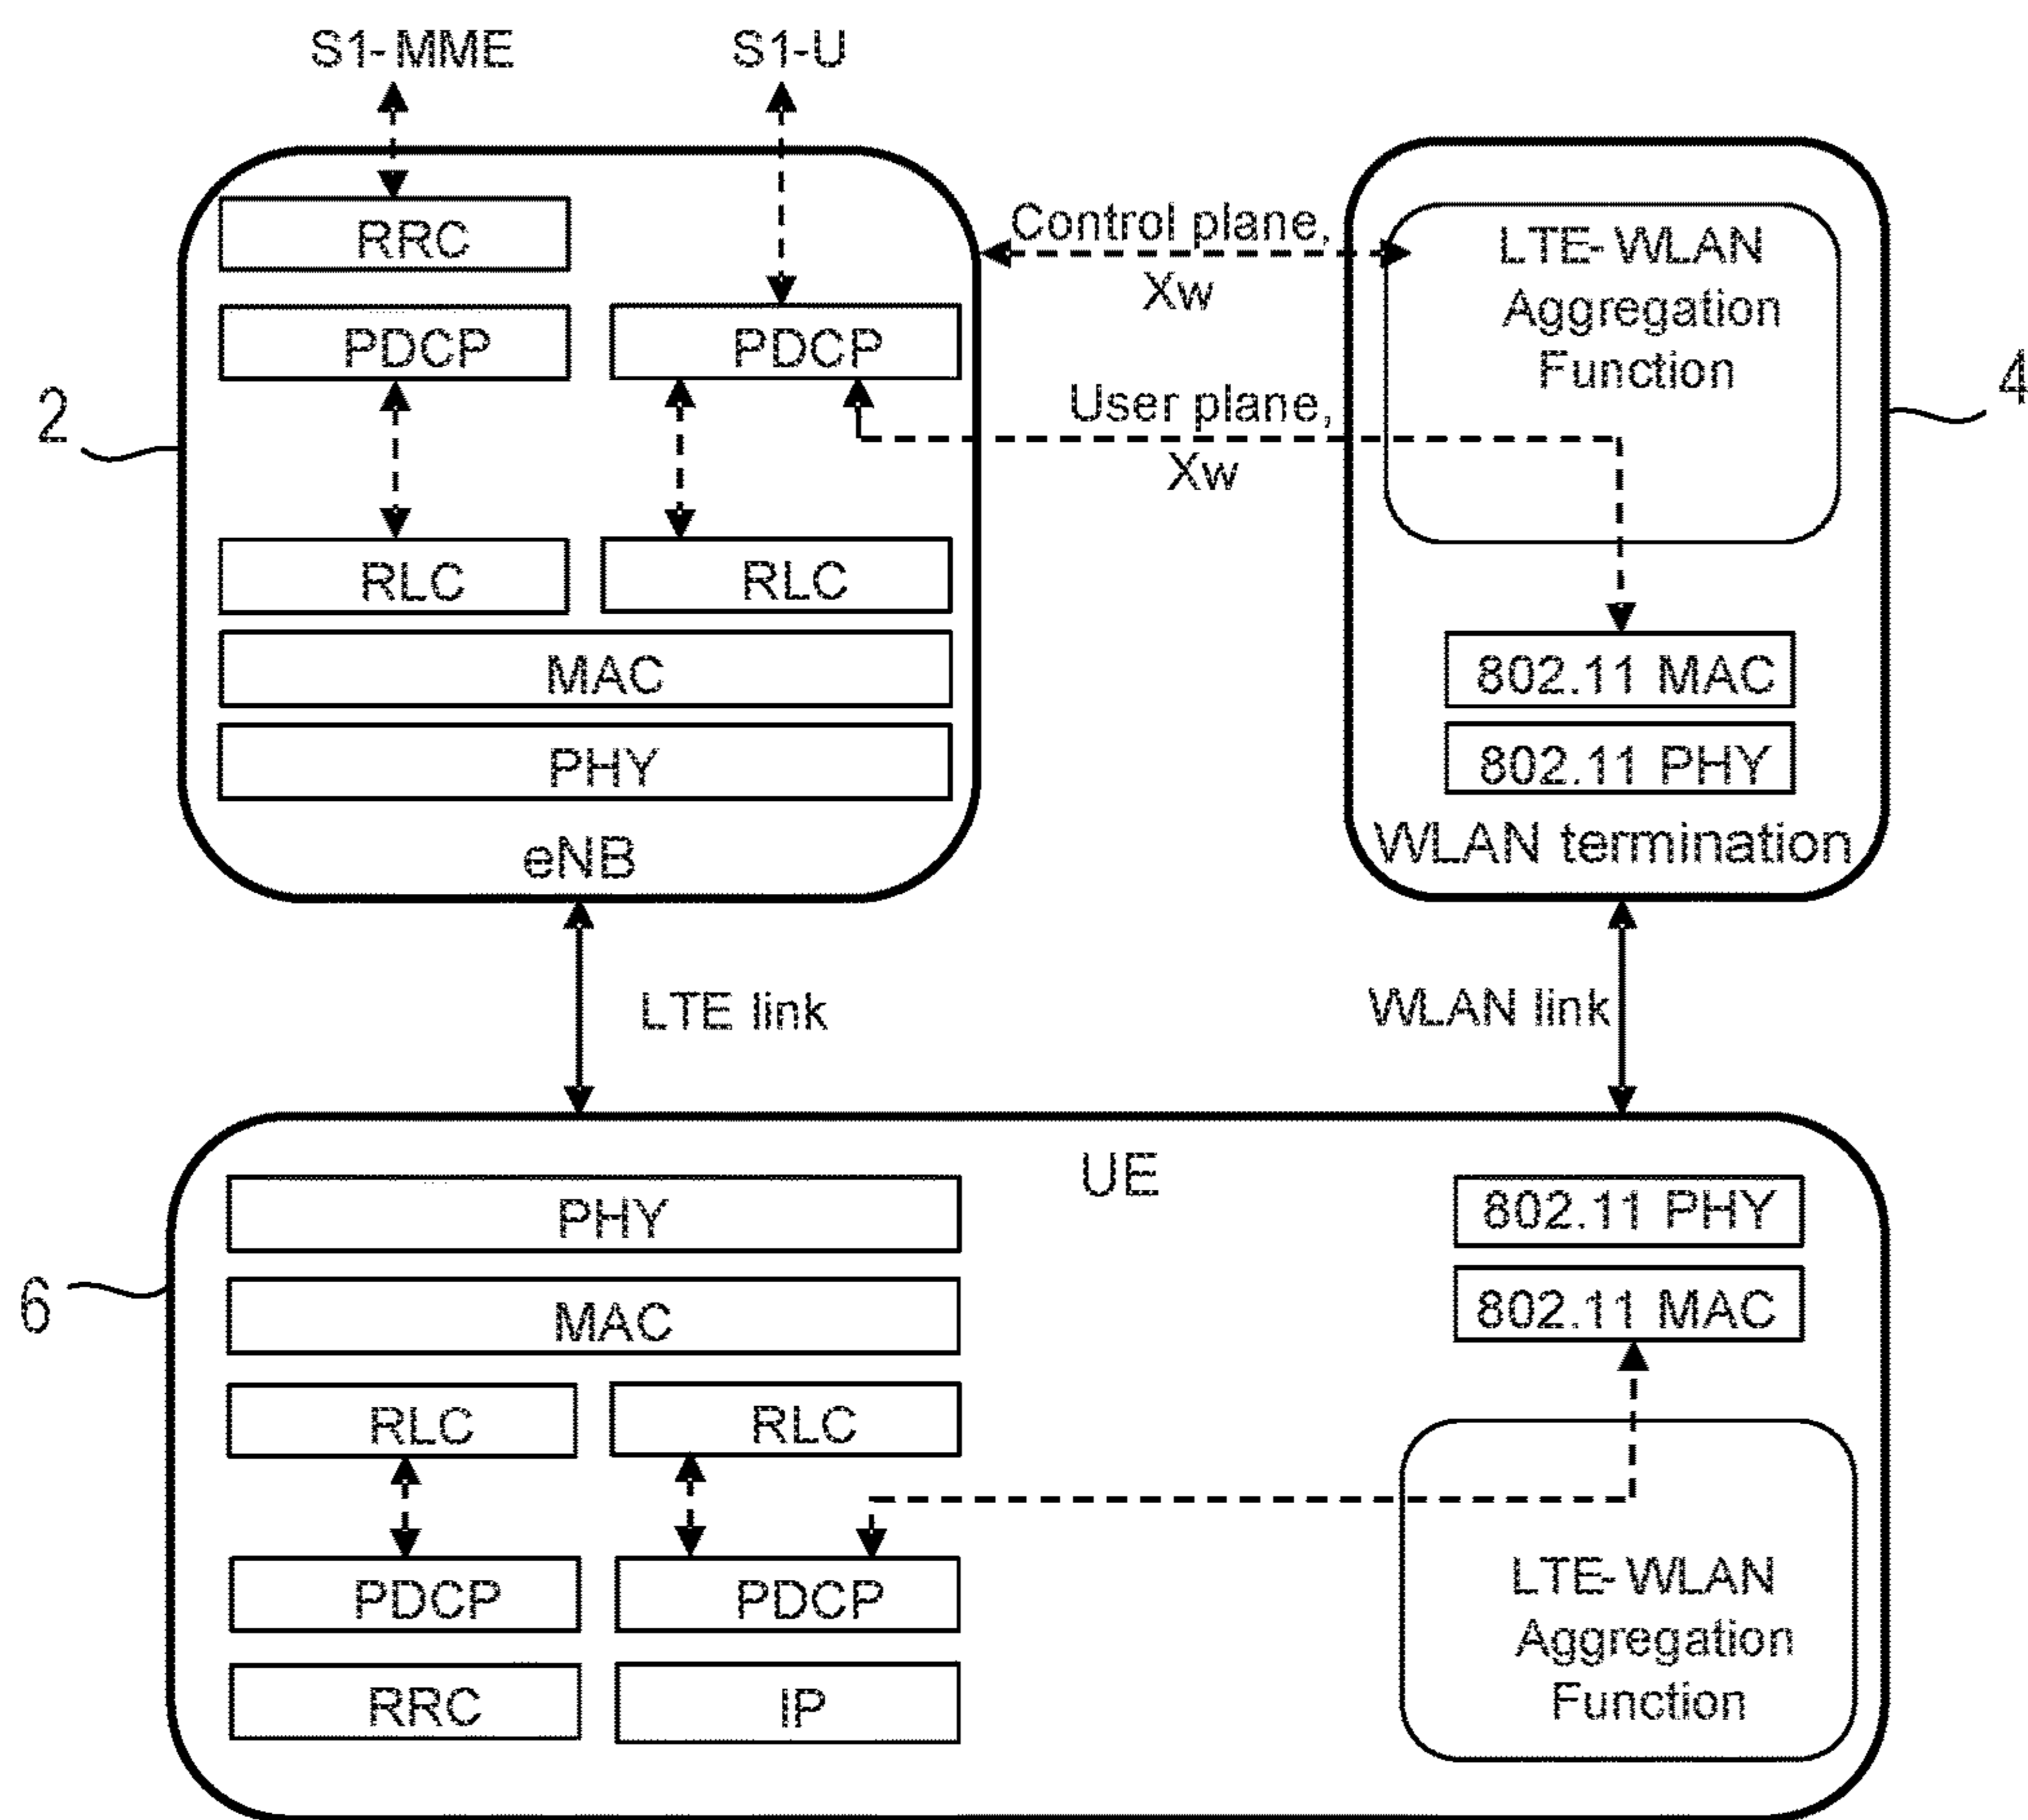 S1-MME
S1-U
RRC
Control plane,
Xw
LTE-WLAN
Aggregation
Function
PDCP
PDCP
2
User plane,
Xw
4
RLC
RLC
MAC
802.11 MAC
PHY
802.11 PHY
eNB
WLAN termination
LTE link
WLAN link
UE
PHY
802.11 PHY
6
MAC
802.11 MAC
RLC
RLC
PDCP
PDCP
LTE-WLAN
Aggregation
Function
RRC
IP